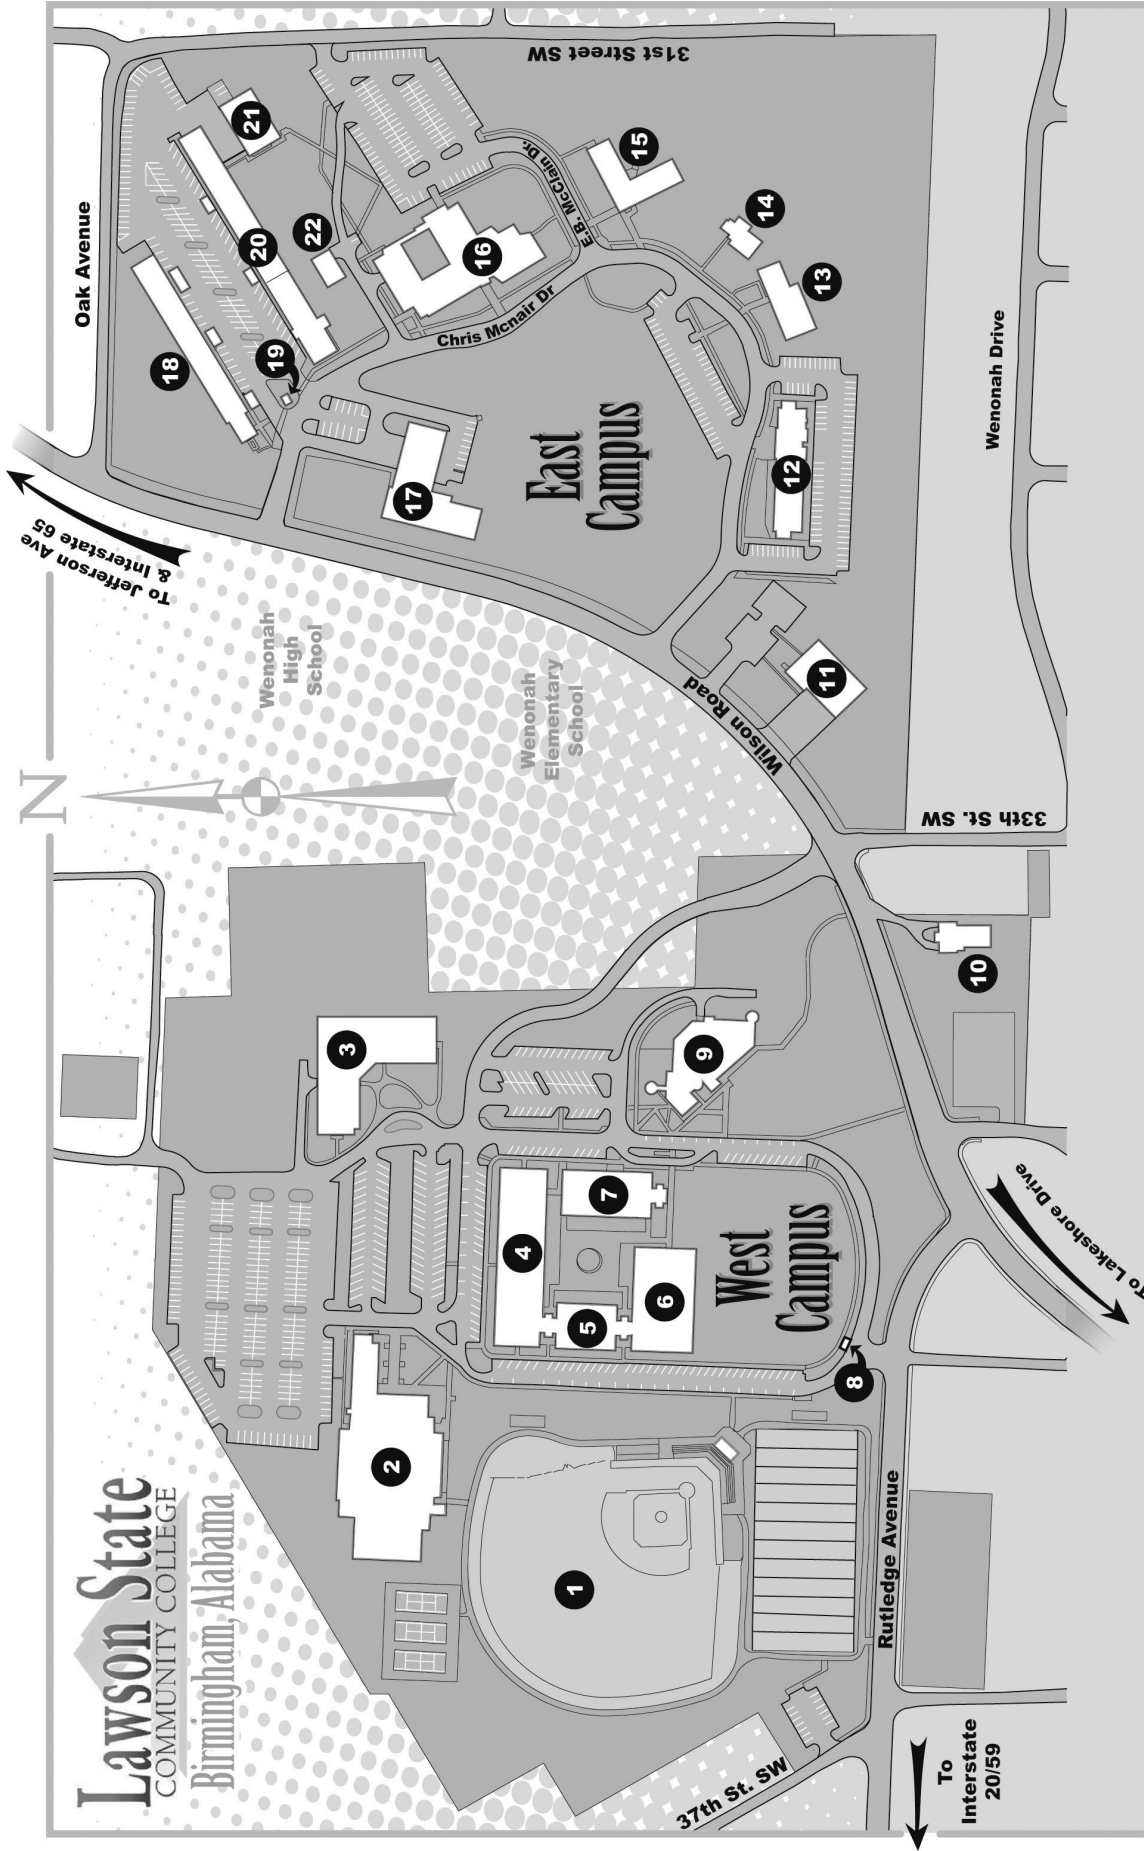 Lawson State
COMMUNITY COLLEGE
Birmingham, Alabama
N
To Jefferson Ave
& Interstate 65
Oak Avenue
31st Street SW
Wenonah
High
School
Wenonah
Elementary
School
East
Campus
West
Campus
Chris Mcnair Dr
E.B. McClain Dr.
Wilson Road
Wenonah Drive
33th St. SW
To Lakeshore Drive
Rutledge Avenue
37th St. SW
To
Interstate
20/59
1
2
3
4
5
6
7
8
9
10
11
12
13
14
15
16
17
18
19
20
21
22